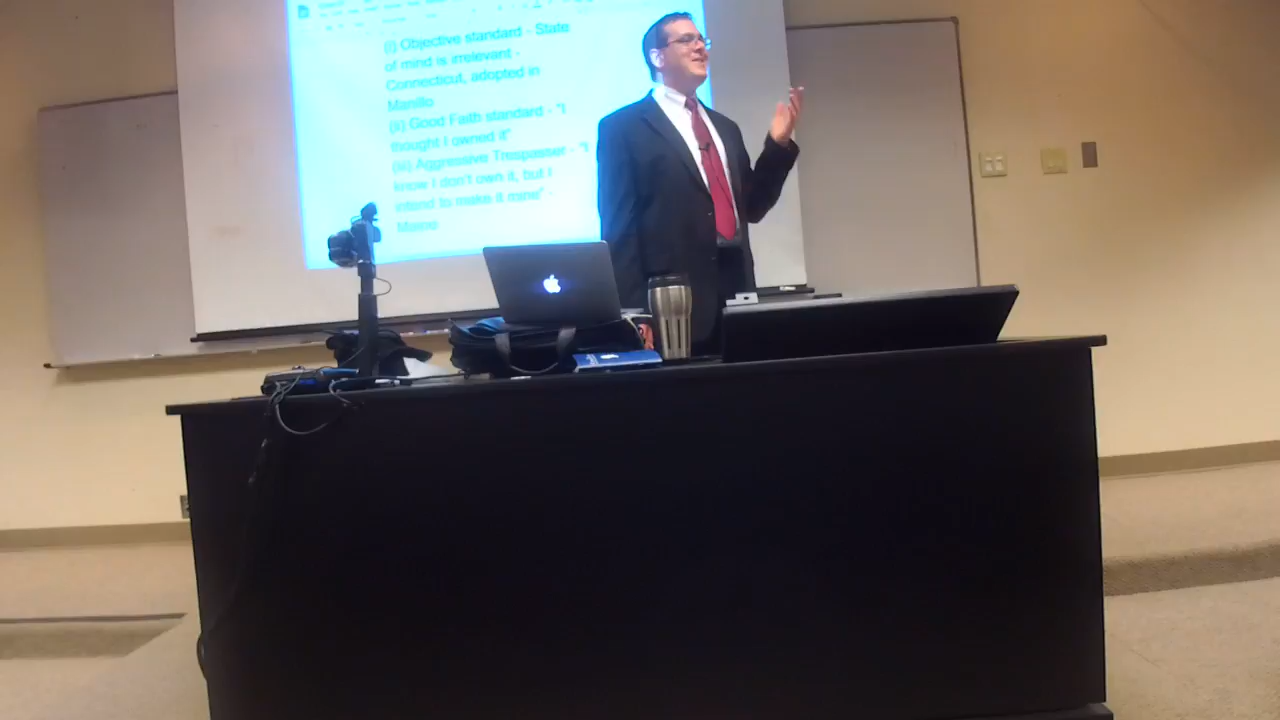 (i) Objective standard - State
of mind is irrelevant -
Connecticut, adopted in
Manillo
(ii) Good Faith standard - "I
thought I owned it"
(iii) Aggressive Trespasser - "I
know I don't own it, but I
intend to make it mine" -
Maine